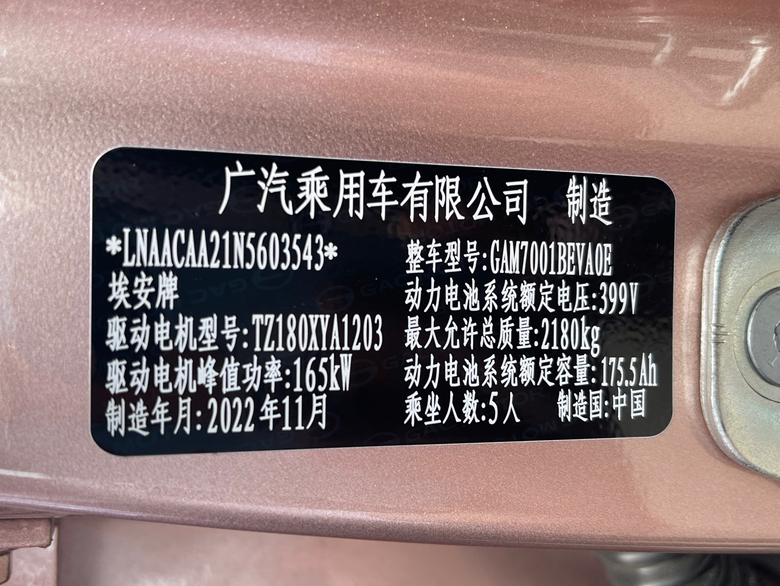 广汽乘用车有限公司 制造
*LNAACAA21N5603543*
埃安牌
驱动电机型号:TZ180XYA1203
驱动电机峰值功率:165kW
制造年月:2022年11月
整车型号:GAM7001BEVA0E
动力电池系统额定电压:399V
最大允许总质量:2180kg
动力电池系统额定容量:175.5Ah
乘坐人数:5人 制造国:中国